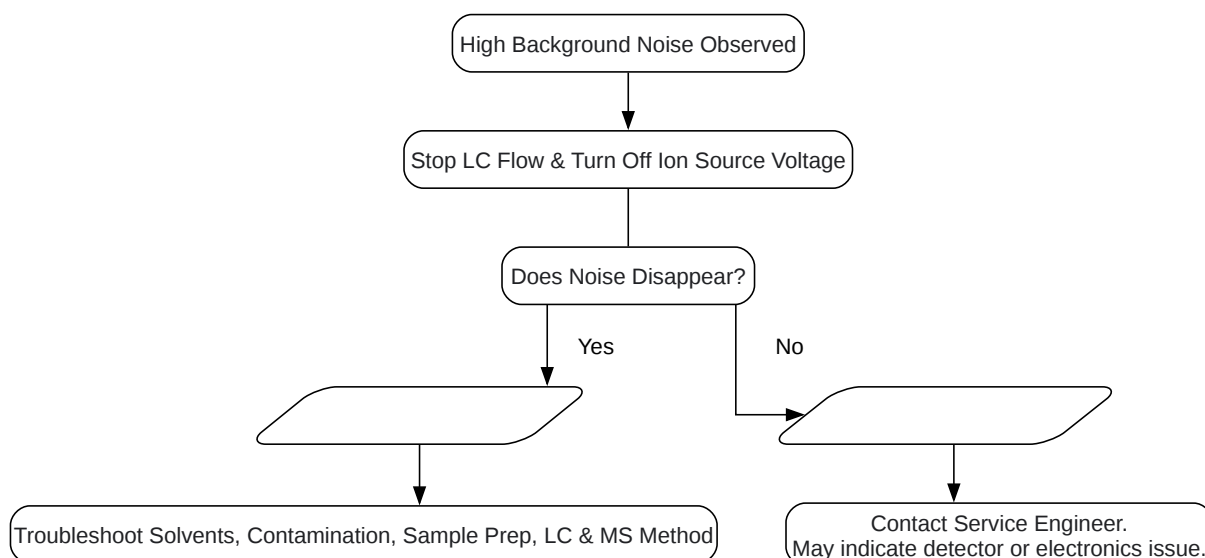 High Background Noise Observed
Stop LC Flow & Turn Off Ion Source Voltage
Does Noise Disappear?
Yes
No
Troubleshoot Solvents, Contamination, Sample Prep, LC & MS Method
Contact Service Engineer.
May indicate detector or electronics issue.